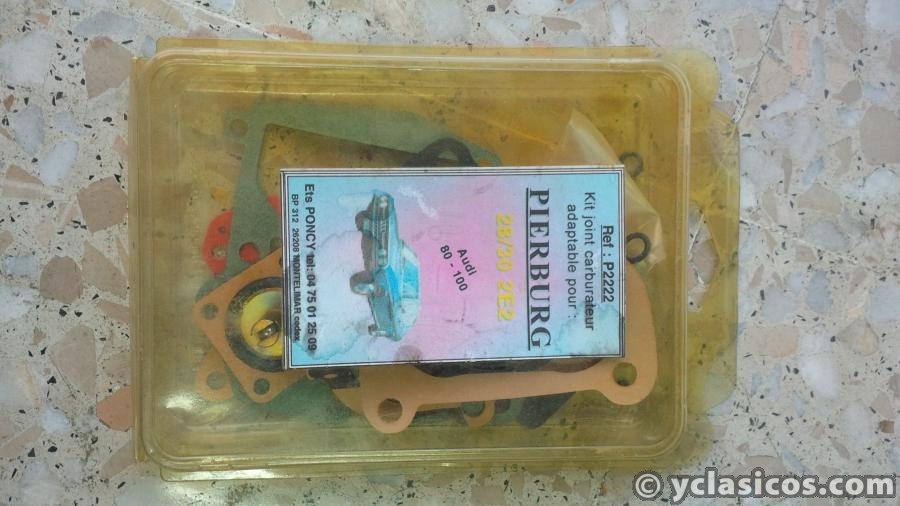 Ref : P2222
Kit joint carburateur
adaptable pour :
PIERBURG
28/30 2E2
Audi
80 - 100
Ets PONCY tel : 04 75 01 25 09
BP 312 26208 MONTELIMAR cedex
© yclasicos.com